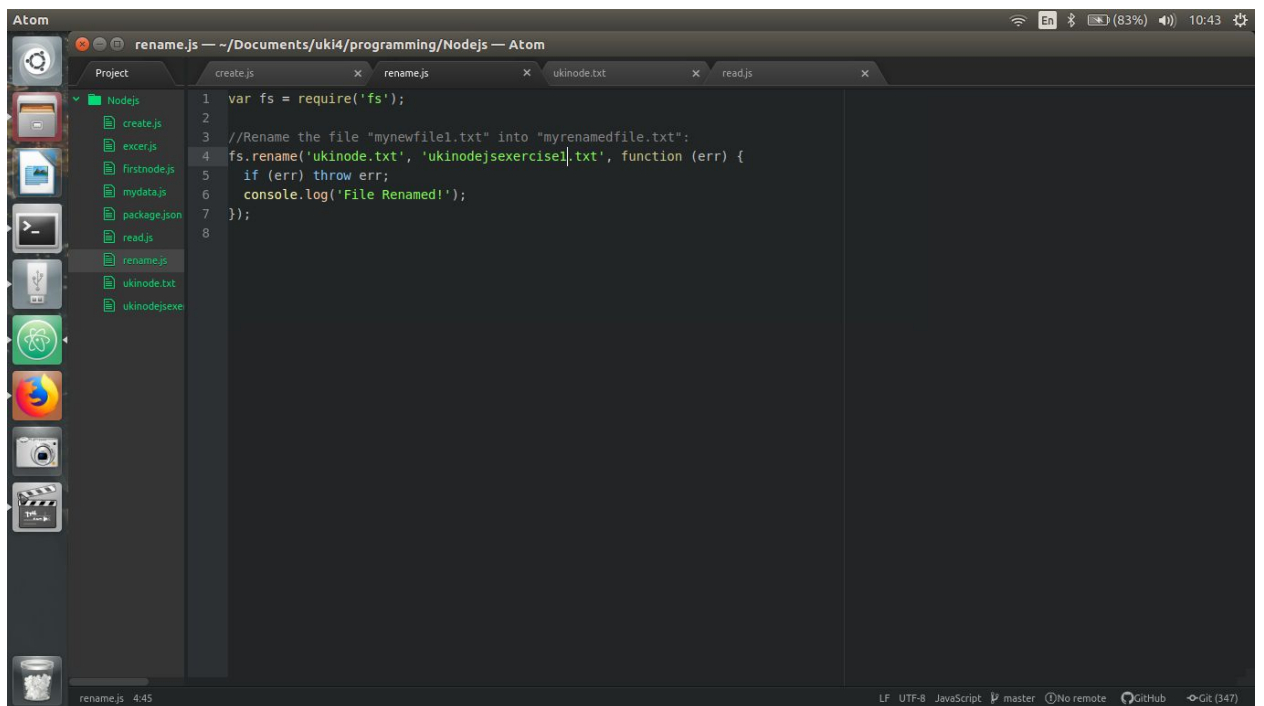 Atom
En
(83%)
10:43
rename.js — ~/Documents/uki4/programming/Nodejs — Atom
Project
create.js
rename.js
ukinode.txt
read.js
Nodejs
create.js
excer.js
firstnode.js
mydata.js
package.json
read.js
rename.js
ukinode.txt
ukinodejsexer
1 var fs = require('fs');
2
3 //Rename the file "mynewfile1.txt" into "myrenamedfile.txt":
4 fs.rename('ukinode.txt', 'ukinodejsexercise1.txt', function (err) {
5 if (err) throw err;
6 console.log('File Renamed!');
7 });
8
rename.js 4:45
LF UTF-8 JavaScript master No remote GitHub Git (347)